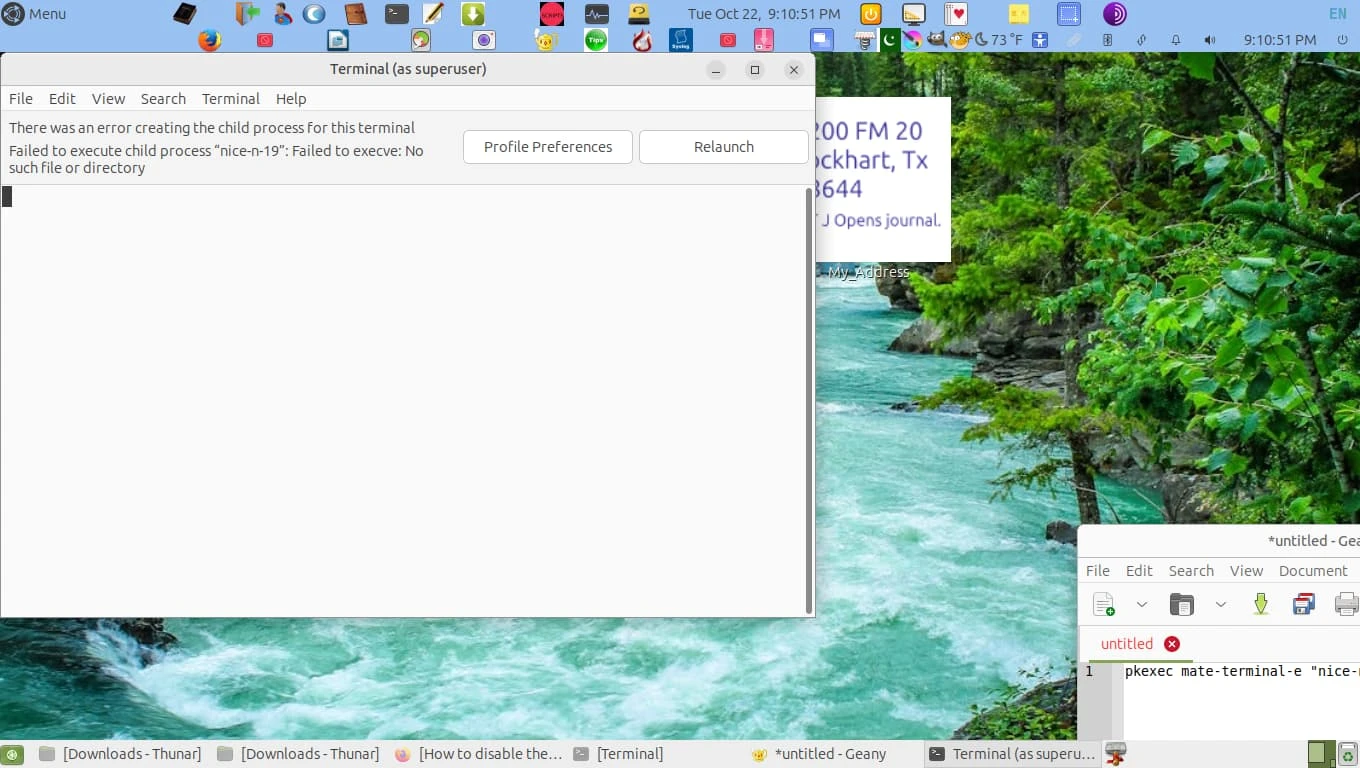 Menu
Tue Oct 22, 9:10:51 PM
EN
SCRIPTS
Tips
Syslog
73 °F
9:10:51 PM
Terminal (as superuser)
File Edit View Search Terminal Help
There was an error creating the child process for this terminal
Failed to execute child process “nice-n-19”: Failed to execve: No
such file or directory
Profile Preferences
Relaunch
200 FM 20
ockhart, Tx
8644
J Opens journal.
My_Address
*untitled - Gea
File Edit Search View Document
untitled
1
pkexec mate-terminal-e "nice-
[Downloads - Thunar]
[Downloads - Thunar]
[How to disable the...
[Terminal]
*untitled - Geany
Terminal (as superu...